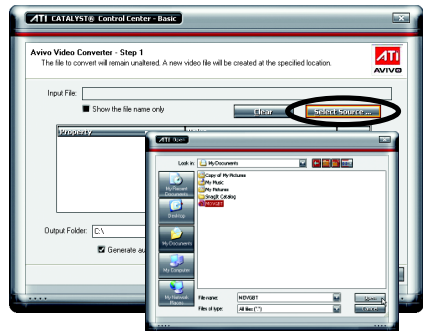 ATI CATALYST® Control Center - Basic
Avivo Video Converter - Step 1
The file to convert will remain unaltered. A new video file will be created at the specified location.
ATI
AVIVO
Input File:
Show the file name only
Clear
Select Source...
Property
ATI Open
Look in:
My Documents
Copy of My Pictures
My Music
My Pictures
SnagIt Catalog
My Recent Documents
Desktop
My Documents
My Computer
My Network Places
Output Folder: C:\
Generate au
File name:
Open
Files of type: All files (*.*)
Cancel